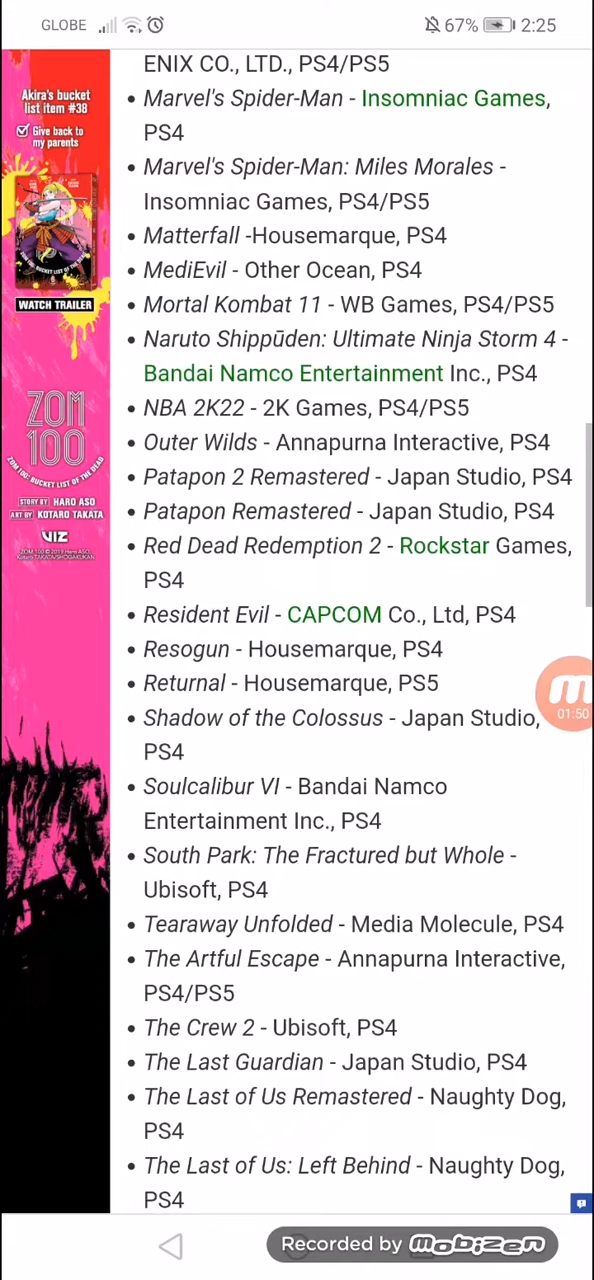 GLOBE 67% 2:25
ENIX CO., LTD., PS4/PS5
• Marvel's Spider-Man - Insomniac Games,
PS4
• Marvel's Spider-Man: Miles Morales -
Insomniac Games, PS4/PS5
• Matterfall -Housemarque, PS4
• MediEvil - Other Ocean, PS4
• Mortal Kombat 11 - WB Games, PS4/PS5
• Naruto Shippūden: Ultimate Ninja Storm 4 -
Bandai Namco Entertainment Inc., PS4
• NBA 2K22 - 2K Games, PS4/PS5
• Outer Wilds - Annapurna Interactive, PS4
• Patapon 2 Remastered - Japan Studio, PS4
• Patapon Remastered - Japan Studio, PS4
• Red Dead Redemption 2 - Rockstar Games,
PS4
• Resident Evil - CAPCOM Co., Ltd, PS4
• Resogun - Housemarque, PS4
• Returnal - Housemarque, PS5
• Shadow of the Colossus - Japan Studio,
PS4
• Soulcalibur VI - Bandai Namco
Entertainment Inc., PS4
• South Park: The Fractured but Whole -
Ubisoft, PS4
• Tearaway Unfolded - Media Molecule, PS4
• The Artful Escape - Annapurna Interactive,
PS4/PS5
• The Crew 2 - Ubisoft, PS4
• The Last Guardian - Japan Studio, PS4
• The Last of Us Remastered - Naughty Dog,
PS4
• The Last of Us: Left Behind - Naughty Dog,
PS4
Akira's bucket
list item #38
Give back to
my parents
WATCH TRAILER
ZOM
100
ZOM 100: BUCKET LIST OF THE DEAD
STORY BY HARO ASO
ART BY KOTARO TAKATA
VIZ
01:50
Recorded by mobizen